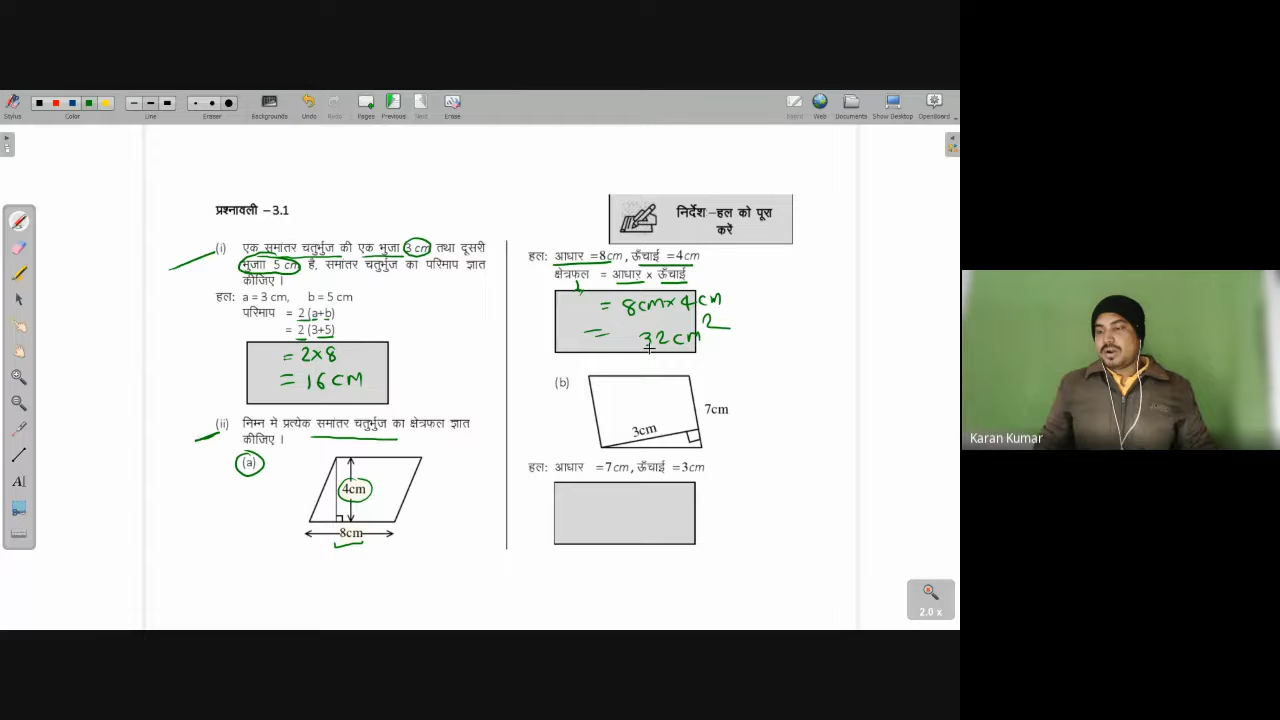 Stylus
Color
Line
Eraser
Backgrounds
Undo
Redo
Pages
Previous
Next
Erase
Board
Web
Documents
Show Desktop
OpenBoard
प्रश्नावली –3.1
(i) एक समांतर चतुर्भुज की एक भुजा 3 cm तथा दूसरी
भुजाा 5 cm है, समांतर चतुर्भुज का परिमाप ज्ञात
कीजिए ।
हल: a = 3 cm, b = 5 cm
परिमाप = 2 (a+b)
= 2 (3+5)
= 2×8
= 16 CM
(ii) निम्न में प्रत्येक समांतर चतुर्भुज का क्षेत्रफल ज्ञात
कीजिए ।
(a)
4cm
8cm
निर्देश–हल को पूरा
करें
हल: आधार =8cm, ऊँचाई =4cm
क्षेत्रफल = आधार x ऊँचाई
= 8cm×4cm
= 32cm2
(b)
7cm
3cm
हल: आधार =7cm, ऊँचाई =3cm
2.0 x
Karan Kumar